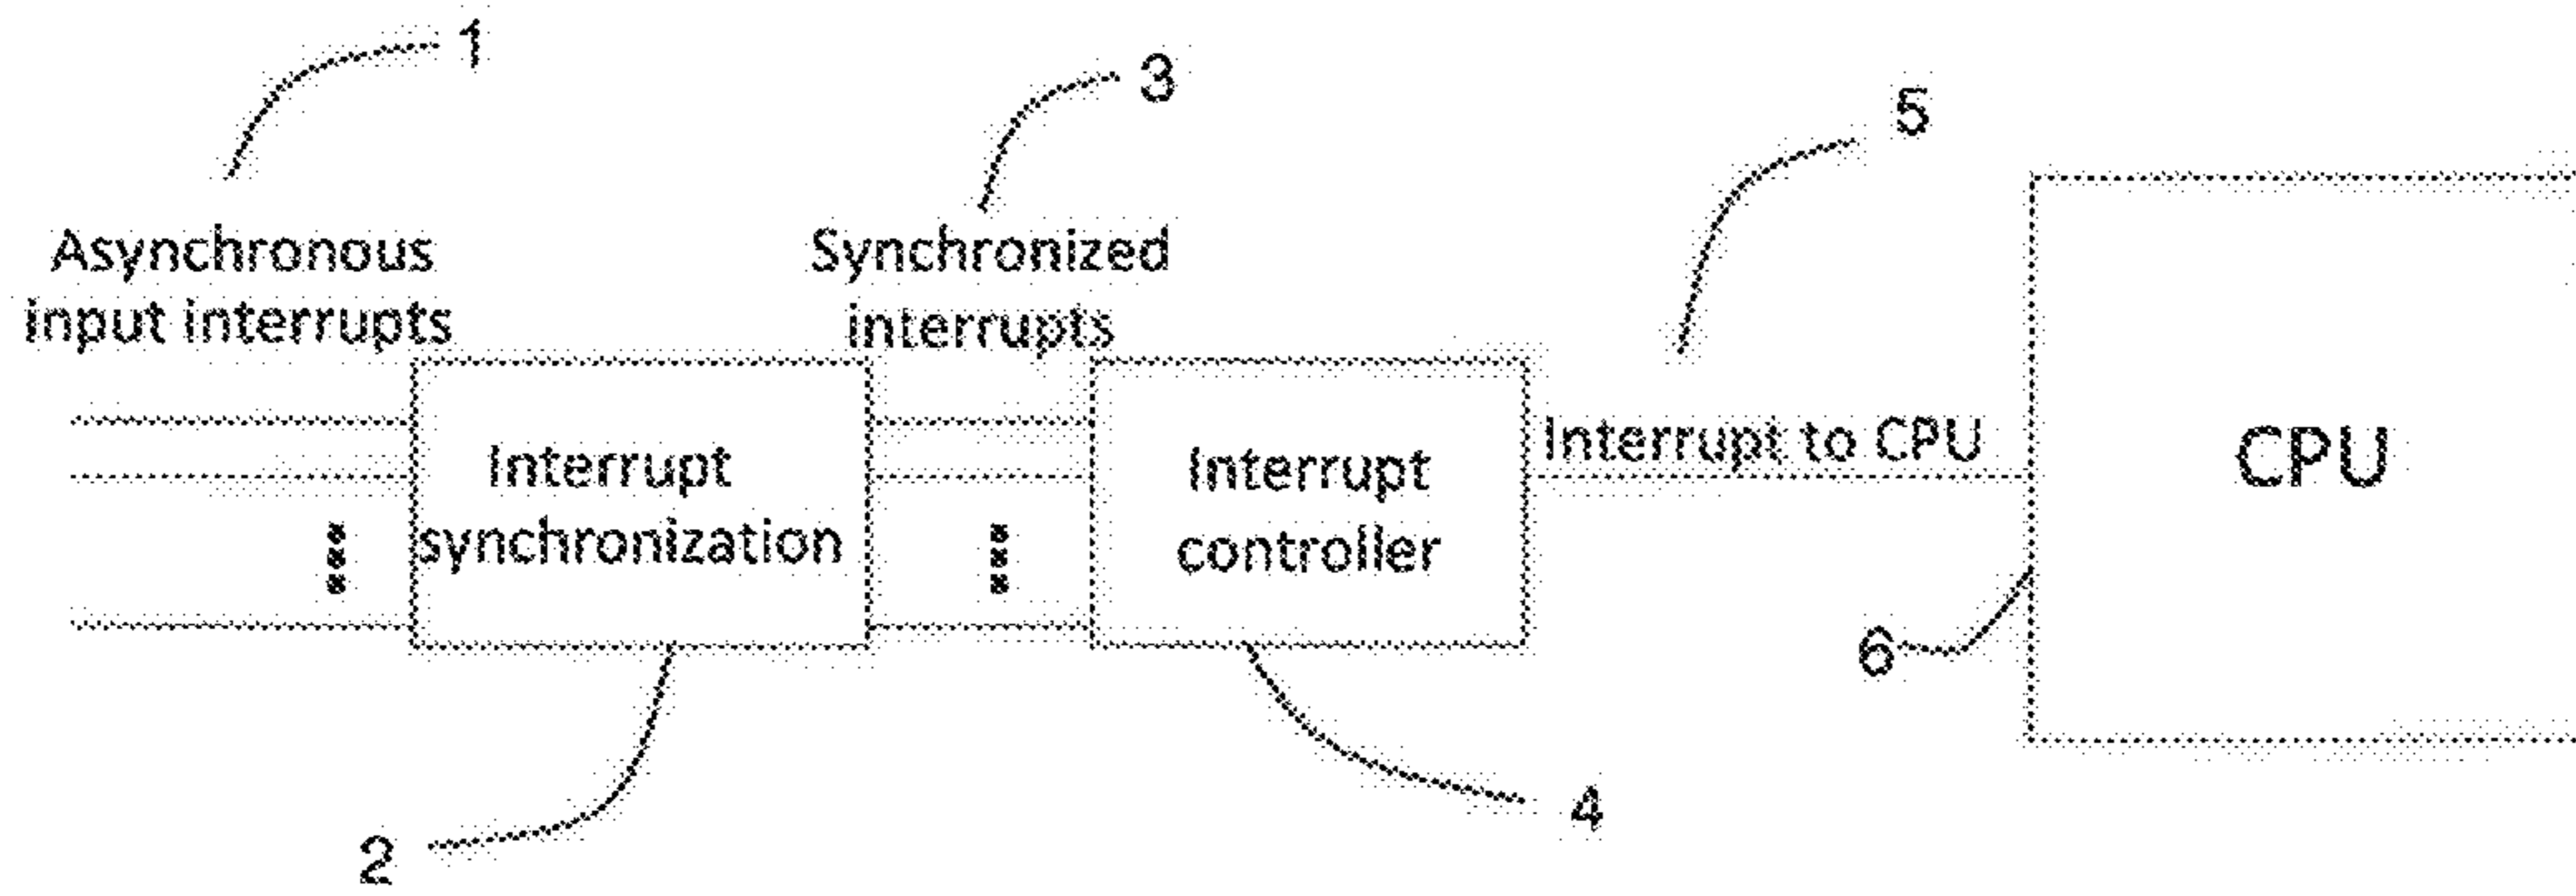 1
3
5
Asynchronous
input interrupts
Synchronized
interrupts
Interrupt
synchronization
Interrupt
controller
Interrupt to CPU
CPU
6
2
4